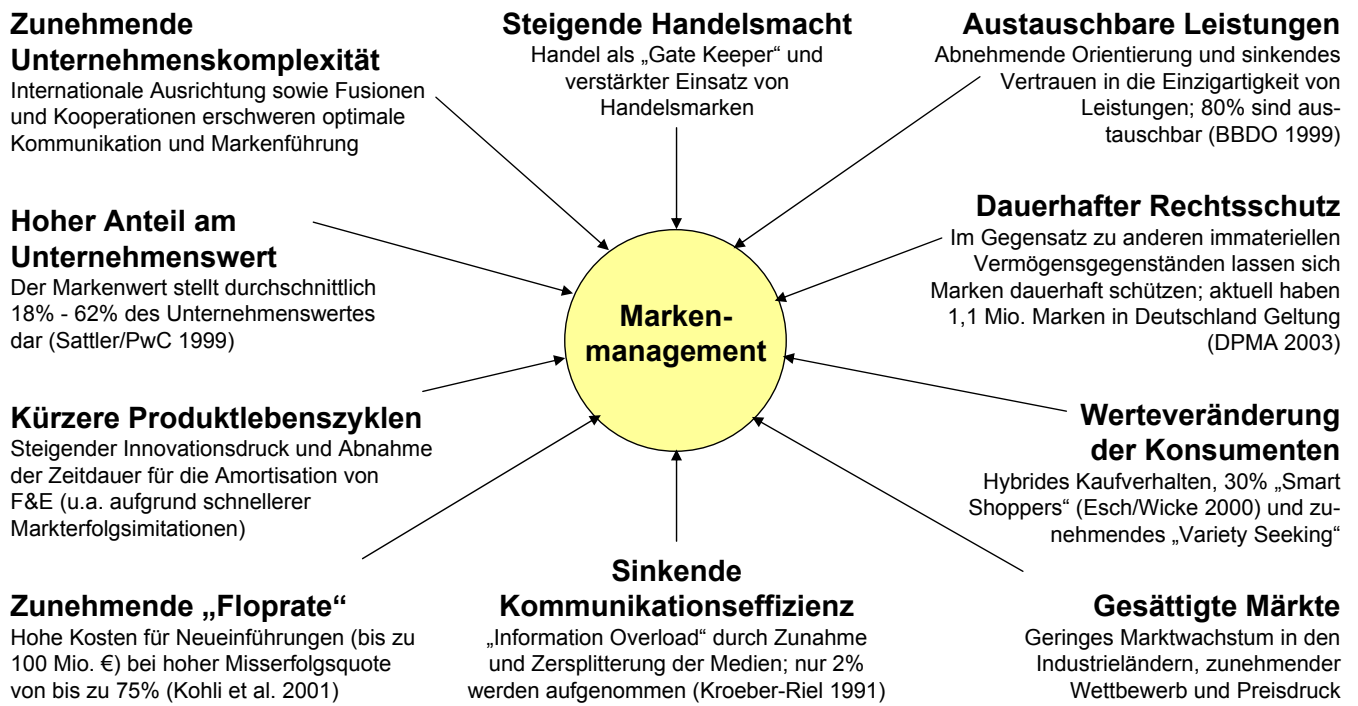 Zunehmende
Unternehmenskomplexität
Internationale Ausrichtung sowie Fusionen
und Kooperationen erschweren optimale
Kommunikation und Markenführung
Steigende Handelsmacht
Handel als „Gate Keeper“ und
verstärkter Einsatz von
Handelsmarken
Austauschbare Leistungen
Abnehmende Orientierung und sinkendes
Vertrauen in die Einzigartigkeit von
Leistungen; 80% sind aus-
tauschbar (BBDO 1999)
Hoher Anteil am
Unternehmenswert
Der Markenwert stellt durchschnittlich
18% - 62% des Unternehmenswertes
dar (Sattler/PwC 1999)
Marken-
management
Dauerhafter Rechtsschutz
Im Gegensatz zu anderen immateriellen
Vermögensgegenständen lassen sich
Marken dauerhaft schützen; aktuell haben
1,1 Mio. Marken in Deutschland Geltung
(DPMA 2003)
Kürzere Produktlebenszyklen
Steigender Innovationsdruck und Abnahme
der Zeitdauer für die Amortisation von
F&E (u.a. aufgrund schnellerer
Markterfolgsimitationen)
Werteveränderung
der Konsumenten
Hybrides Kaufverhalten, 30% „Smart
Shoppers“ (Esch/Wicke 2000) und zu-
nehmendes „Variety Seeking“
Zunehmende „Floprate“
Hohe Kosten für Neueinführungen (bis zu
100 Mio. €) bei hoher Misserfolgsquote
von bis zu 75% (Kohli et al. 2001)
Sinkende
Kommunikationseffizienz
„Information Overload“ durch Zunahme
und Zersplitterung der Medien; nur 2%
werden aufgenommen (Kroeber-Riel 1991)
Gesättigte Märkte
Geringes Marktwachstum in den
Industrieländern, zunehmender
Wettbewerb und Preisdruck